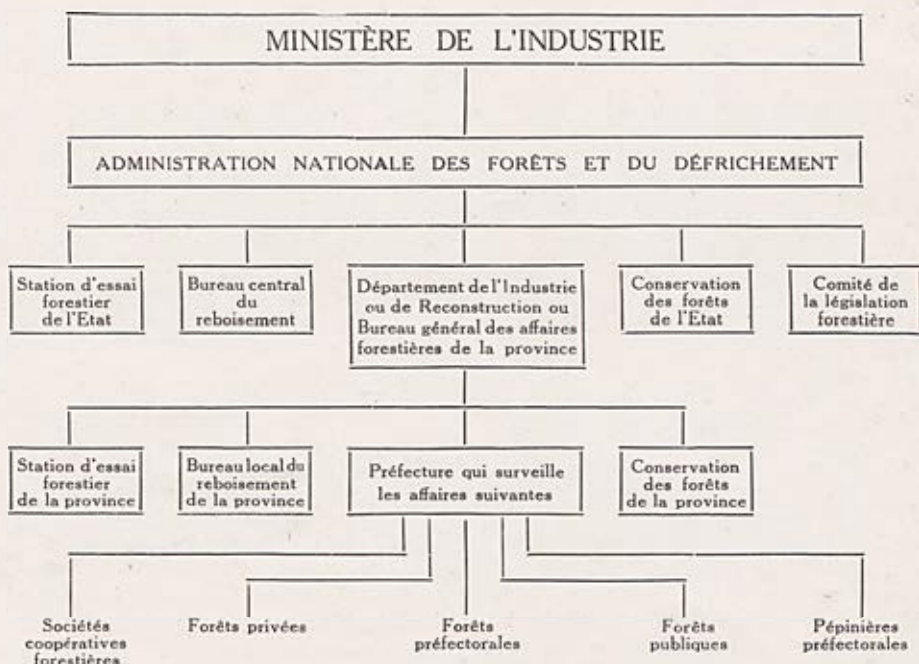 MINISTÈRE DE L'INDUSTRIE
ADMINISTRATION NATIONALE DES FORÊTS ET DU DÉFRICHEMENT
Station d'essai
forestier
de l'Etat
Bureau central
du
reboisement
Département de l'Industrie
ou de Reconstruction ou
Bureau général des affaires
forestières de la province
Conservation
des forêts
de l'Etat
Comité de
la législation
forestière
Station d'essai
forestier
de la province
Bureau local du
reboisement
de la province
Préfecture qui surveille
les affaires suivantes
Conservation
des forêts
de la province
Sociétés
coopératives
forestières
Forêts privées
Forêts
préfectorales
Forêts
publiques
Pépinières
préfectorales